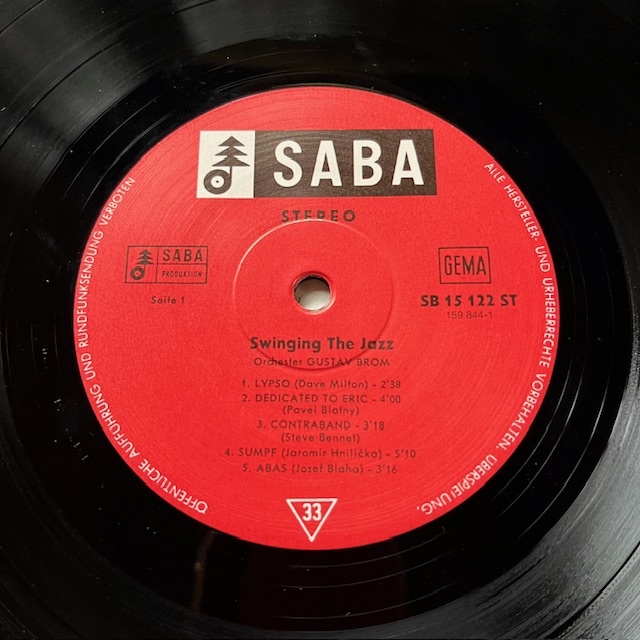 SABA
STEREO
SABA
PRODUKTION
Seite 1
GEMA
SB 15 122 ST
159 844-1
Swinging The Jazz
Orchester GUSTAV BROM
1. LYPSO (Dave Milton) - 2'38
2. DEDICATED TO ERIC - 4'00
(Pavel Blatny)
3. CONTRABAND - 3'18
(Steve Bennet)
4. SUMPF (Jaromír Hnilička) - 5'10
5. ABAS (Josef Blaha) - 3'16
33
ALLE HERSTELLER- UND URHEBERRECHTE VORBEHALTEN. ÜBERSPIELUNG,
ÖFFENTLICHE AUFFÜHRUNG UND RUNDFUNKSENDUNG VERBOTEN